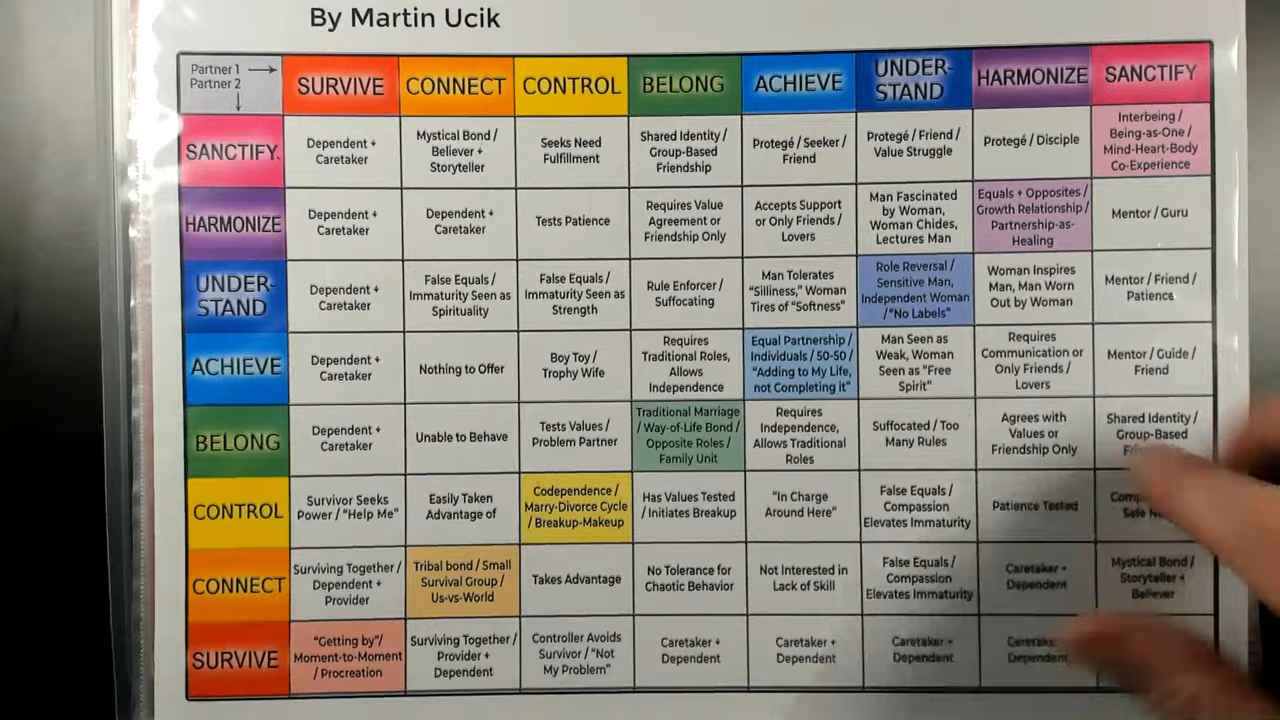 By Martin Ucik
Partner 1 →
Partner 2
↓
SURVIVE
CONNECT
CONTROL
BELONG
ACHIEVE
UNDER-
STAND
HARMONIZE
SANCTIFY
SANCTIFY.
Dependent +
Caretaker
Mystical Bond /
Believer +
Storyteller
Seeks Need
Fulfillment
Shared Identity /
Group-Based
Friendship
Protegé / Seeker /
Friend
Protegé / Friend /
Value Struggle
Protegé / Disciple
Interbeing /
Being-as-One /
Mind-Heart-Body
Co-Experience
HARMONIZE
Dependent +
Caretaker
Dependent +
Caretaker
Tests Patience
Requires Value
Agreement or
Friendship Only
Accepts Support
or Only Friends /
Lovers
Man Fascinated
by Woman,
Woman Chides,
Lectures Man
Equals + Opposites /
Growth Relationship /
Partnership-as-
Healing
Mentor / Guru
UNDER-
STAND
Dependent +
Caretaker
False Equals /
Immaturity Seen as
Spirituality
False Equals /
Immaturity Seen as
Strength
Rule Enforcer /
Suffocating
Man Tolerates
"Silliness," Woman
Tires of "Softness"
Role Reversal /
Sensitive Man,
Independent Woman
/"No Labels"
Woman Inspires
Man, Man Worn
Out by Woman
Mentor / Friend /
Patience
ACHIEVE
Dependent +
Caretaker
Nothing to Offer
Boy Toy /
Trophy Wife
Requires
Traditional Roles,
Allows
Independence
Equal Partnership /
Individuals / 50-50 /
"Adding to My Life,
not Completing it"
Man Seen as
Weak, Woman
Seen as "Free
Spirit"
Requires
Communication or
Only Friends /
Lovers
Mentor / Guide /
Friend
BELONG
Dependent +
Caretaker
Unable to Behave
Tests Values /
Problem Partner
Traditional Marriage
/ Way-of-Life Bond /
Opposite Roles /
Family Unit
Requires
Independence,
Allows Traditional
Roles
Suffocated / Too
Many Rules
Agrees with
Values or
Friendship Only
Shared Identity /
Group-Based
CONTROL
Survivor Seeks
Power / "Help Me"
Easily Taken
Advantage of
Codependence /
Marry-Divorce Cycle
/ Breakup-Makeup
Has Values Tested
/ Initiates Breakup
"In Charge
Around Here"
False Equals /
Compassion
Elevates Immaturity
Patience Tested
Safe
CONNECT
Surviving Together /
Dependent +
Provider
Tribal bond / Small
Survival Group /
Us-vs-World
Takes Advantage
No Tolerance for
Chaotic Behavior
Not Interested in
Lack of Skill
False Equals /
Compassion
Elevates Immaturity
Caretaker +
Dependent
Mystical Bond /
Storyteller +
Believer
SURVIVE
"Getting by"/
Moment-to-Moment
/ Procreation
Surviving Together /
Provider +
Dependent
Controller Avoids
Survivor / "Not
My Problem"
Caretaker +
Dependent
Caretaker +
Dependent
Caretaker +
Dependent
Dependent